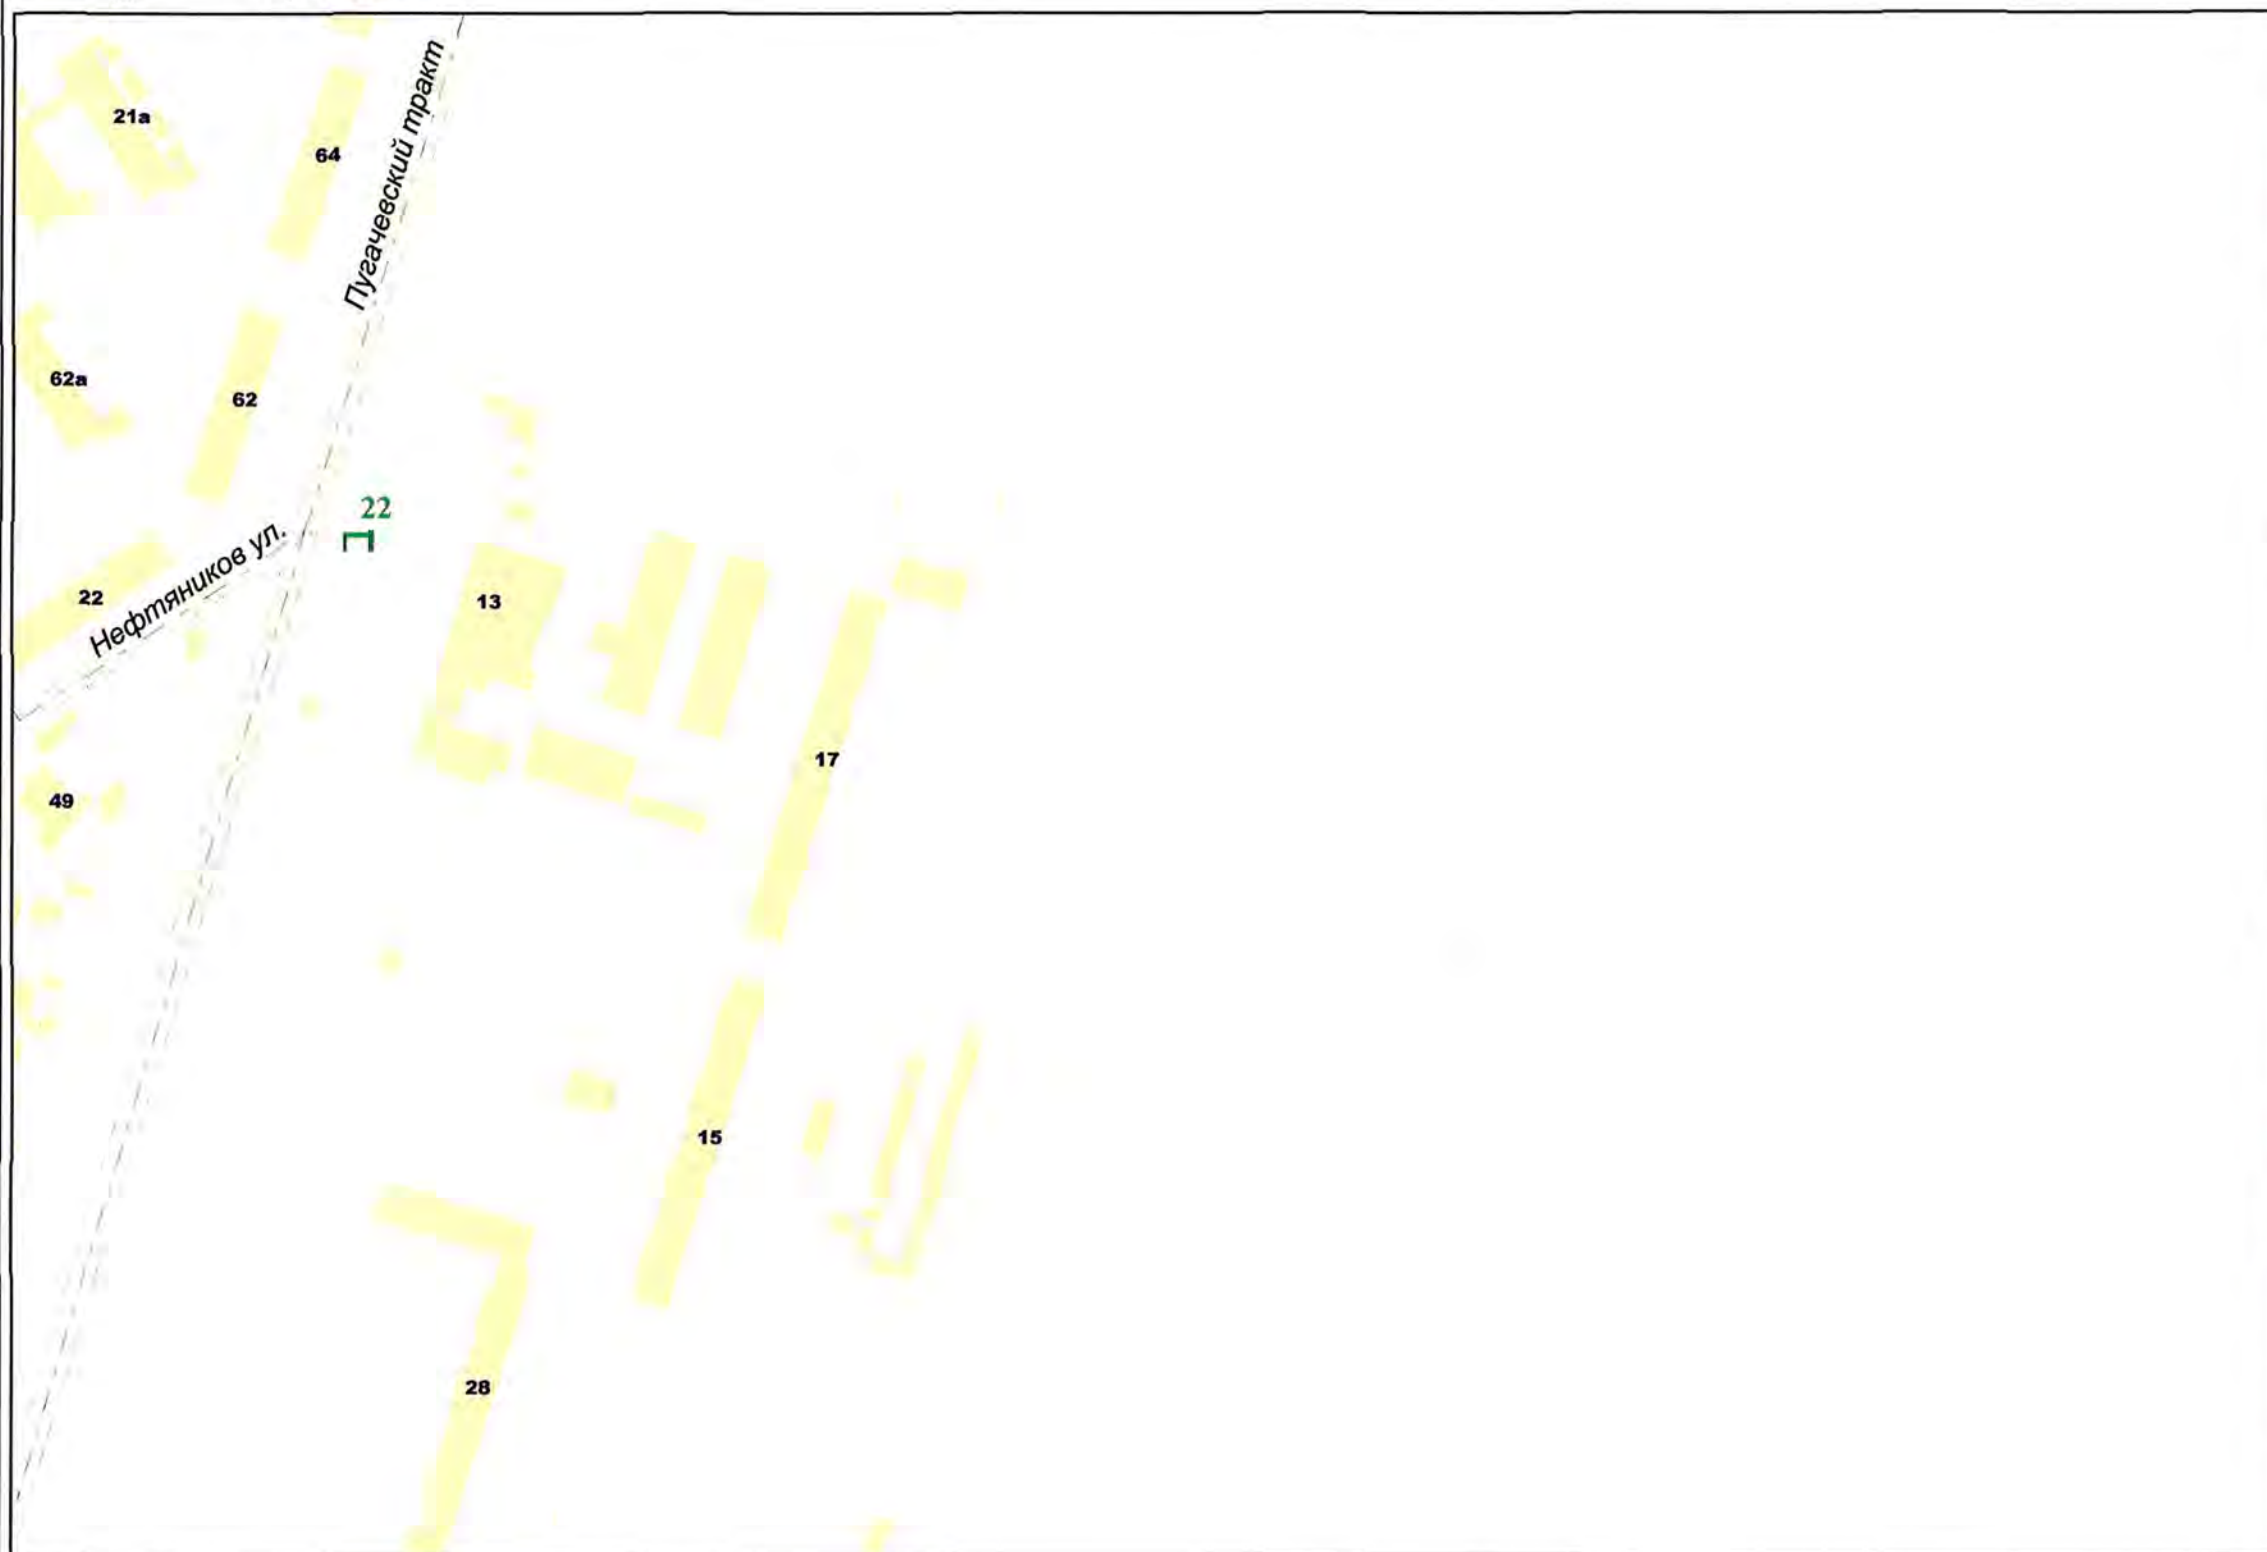 Пугачевский тракт
21а
64
62а
62
22
Нефтяников ул.
22
13
17
49
15
28